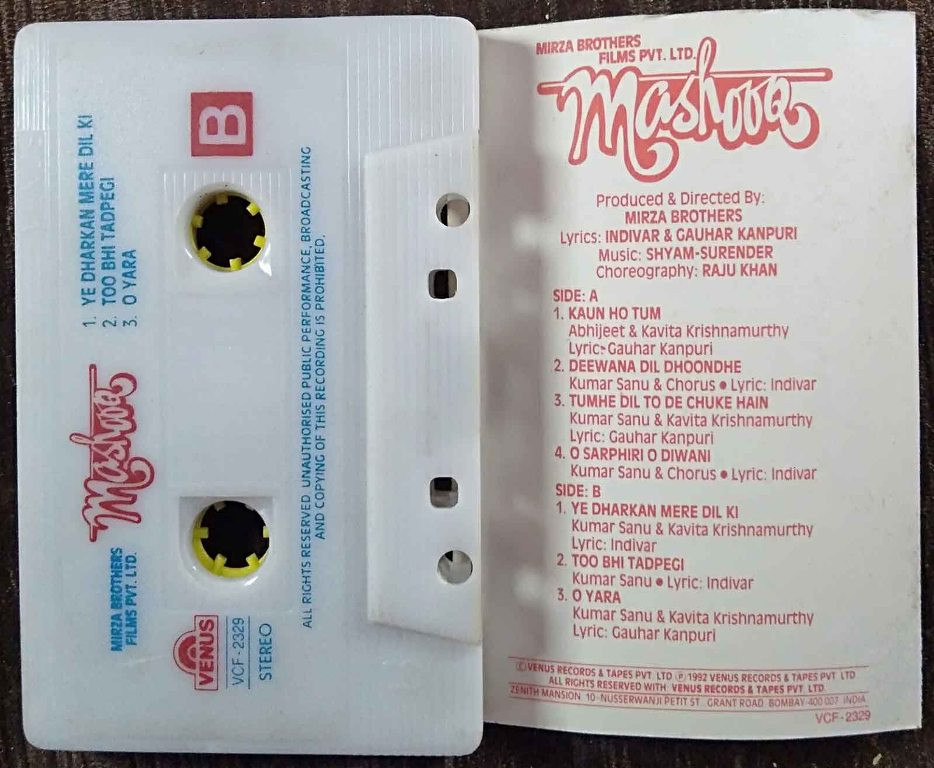 B
1. YE DHARKAN MERE DIL KI
2. TOO BHI TADPEGI
3. O YARA
Mashooq
MIRZA BROTHERS
FILMS PVT. LTD.
VENUS
VCF-2329
STEREO
ALL RIGHTS RESERVED. UNAUTHORISED PUBLIC PERFORMANCE, BROADCASTING
AND COPYING OF THIS RECORDING IS PROHIBITED.
MIRZA BROTHERS
FILMS PVT. LTD.
Mashooq
Produced & Directed By:
MIRZA BROTHERS
Lyrics: INDIVAR & GAUHAR KANPURI
Music: SHYAM-SURENDER
Choreography: RAJU KHAN
SIDE: A
1. KAUN HO TUM
Abhijeet & Kavita Krishnamurthy
Lyric: Gauhar Kanpuri
2. DEEWANA DIL DHOONDHE
Kumar Sanu & Chorus ● Lyric: Indivar
3. TUMHE DIL TO DE CHUKE HAIN
Kumar Sanu & Kavita Krishnamurthy
Lyric: Gauhar Kanpuri
4. O SARPHIRI O DIWANI
Kumar Sanu & Chorus ● Lyric: Indivar
SIDE: B
1. YE DHARKAN MERE DIL KI
Kumar Sanu & Kavita Krishnamurthy
Lyric: Indivar
2. TOO BHI TADPEGI
Kumar Sanu ● Lyric: Indivar
3. O YARA
Kumar Sanu & Kavita Krishnamurthy
Lyric: Gauhar Kanpuri
© VENUS RECORDS & TAPES PVT. LTD ℗ 1992 VENUS RECORDS & TAPES PVT. LTD
ALL RIGHTS RESERVED WITH: VENUS RECORDS & TAPES PVT. LTD.
ZENITH MANSION, 10-NUSSERWANJI PETIT ST. GRANT ROAD, BOMBAY-400 007. INDIA
VCF-2329